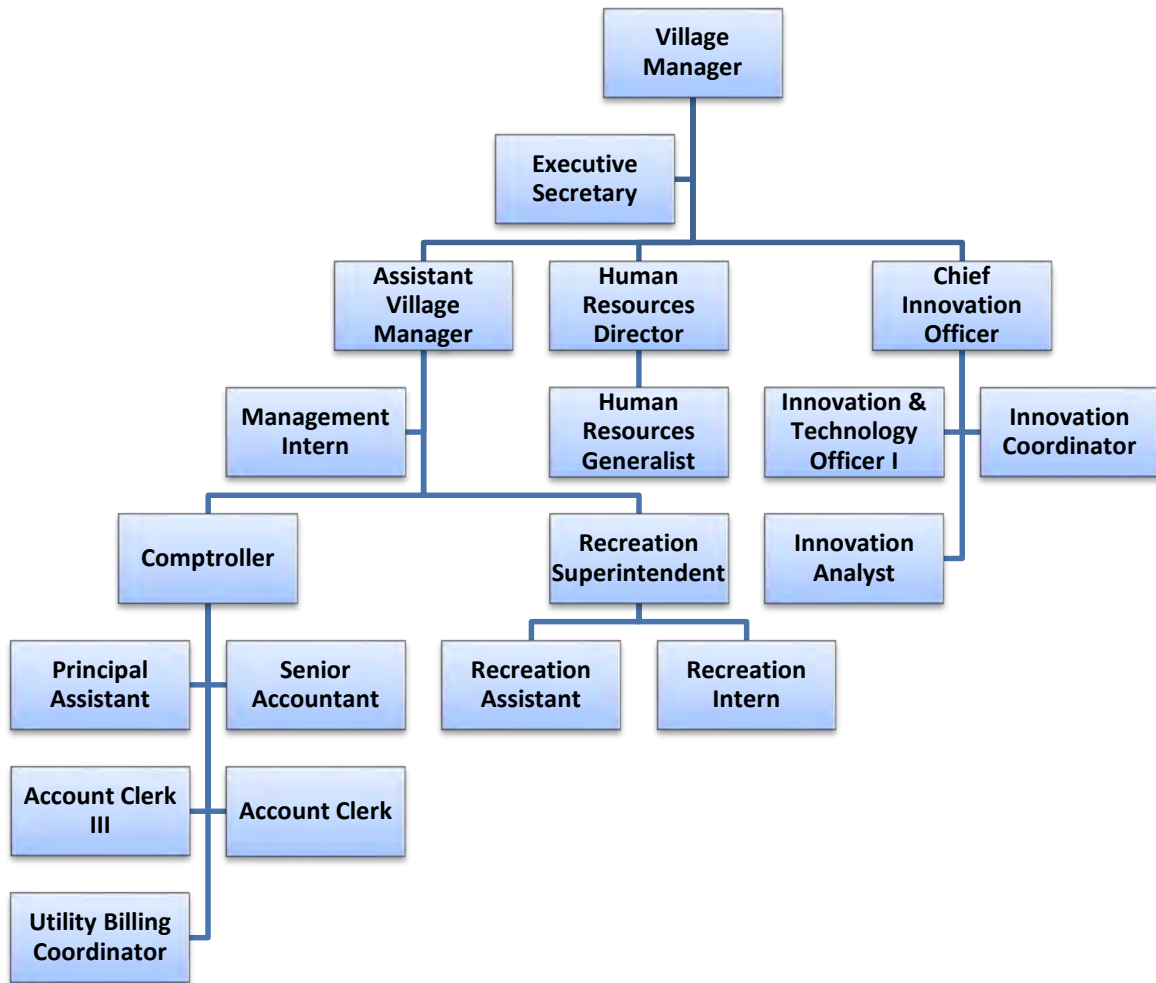 Village
Manager
Executive
Secretary
Assistant
Village
Manager
Human
Resources
Director
Chief
Innovation
Officer
Management
Intern
Human
Resources
Generalist
Innovation &
Technology
Officer I
Innovation
Coordinator
Comptroller
Recreation
Superintendent
Innovation
Analyst
Principal
Assistant
Senior
Accountant
Recreation
Assistant
Recreation
Intern
Account Clerk
III
Account Clerk
Utility Billing
Coordinator